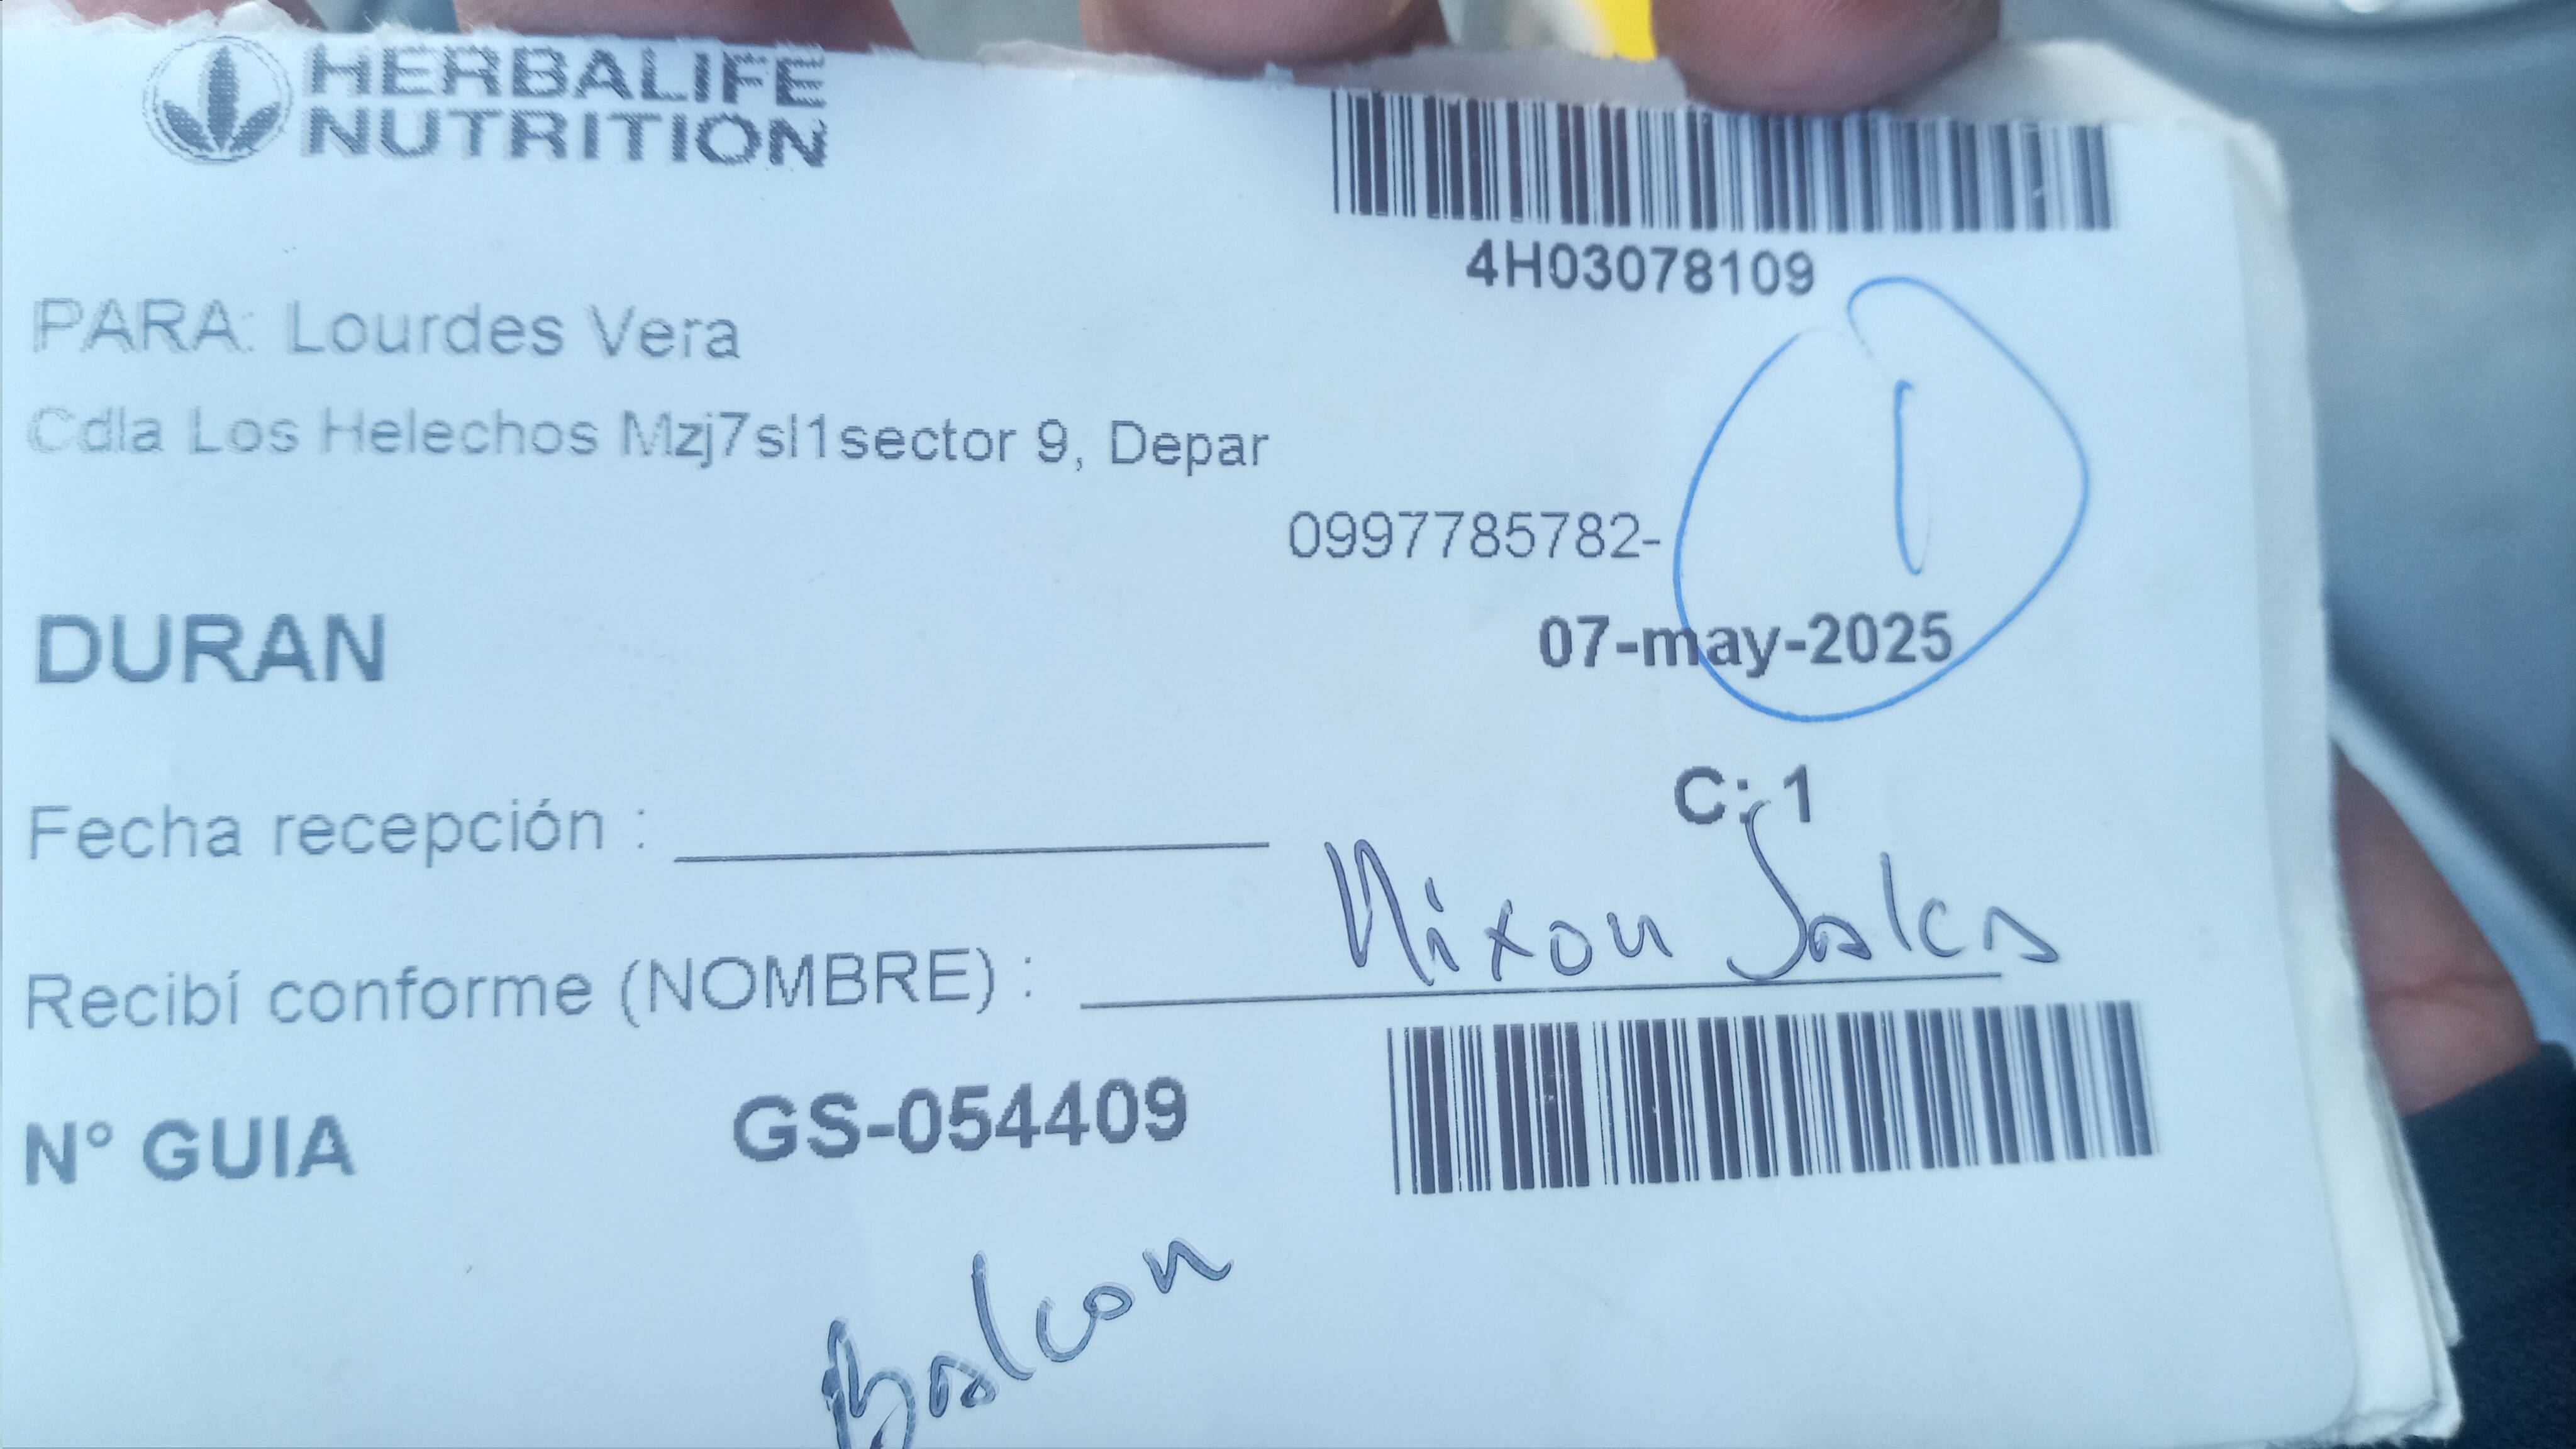 HERBALIFE
NUTRITION
4H03078109
PARA: Lourdes Vera
Cdla Los Helechos Mzj7sl1sector 9, Depar
1
0997785782-
DURAN
07-may-2025
C: 1
Fecha recepción :
Recibí conforme (NOMBRE) : Nixon
N° GUIA GS-054409
Balcon